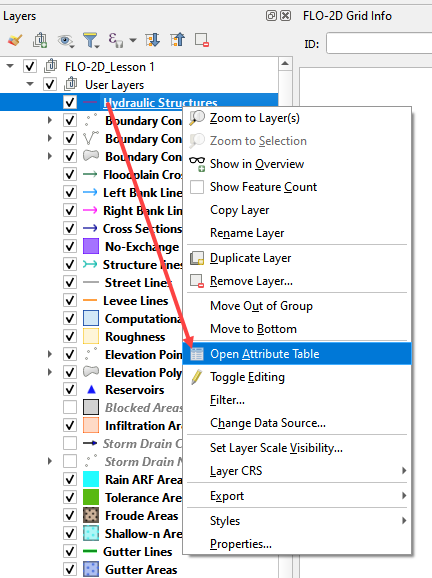 Layers
FLO-2D Grid Info
ID:
FLO-2D_Lesson 1
User Layers
Hydraulic Structures
Boundary Con
Boundary Con
Boundary Con
Floodplain Cros
Left Bank Line
Right Bank Lin
Cross Sections
No-Exchange
Structure lines
Street Lines
Levee Lines
Computational
Roughness
Elevation Poin
Elevation Poly
Reservoirs
Blocked Areas
Infiltration Are
Storm Drain C
Storm Drain N
Rain ARF Area
Tolerance Area
Froude Areas
Shallow-n Area
Gutter Lines
Gutter Areas
Zoom to Layer(s)
Zoom to Selection
Show in Overview
Show Feature Count
Copy Layer
Rename Layer
Duplicate Layer
Remove Layer...
Move Out of Group
Move to Bottom
Open Attribute Table
Toggle Editing
Filter...
Change Data Source...
Set Layer Scale Visibility...
Layer CRS
Export
Styles
Properties...